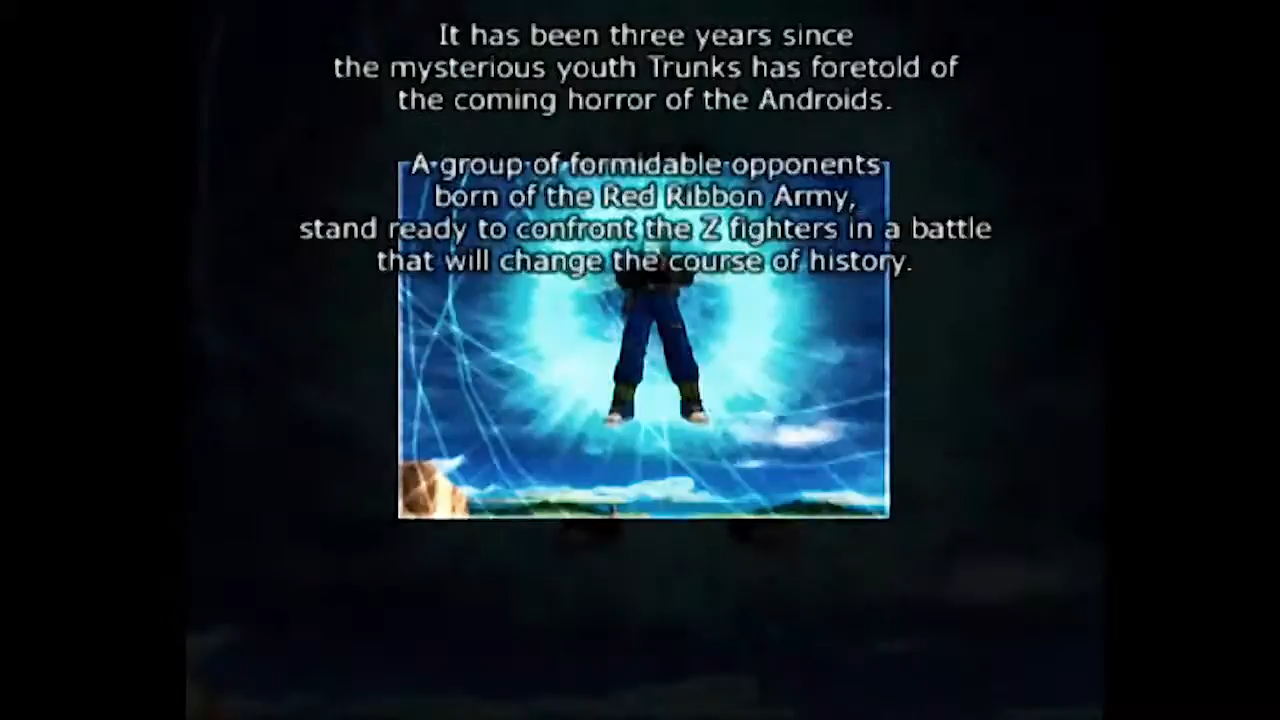 It has been three years since
the mysterious youth Trunks has foretold of
the coming horror of the Androids.
A group of formidable opponents
born of the Red Ribbon Army,
stand ready to confront the Z fighters in a battle
that will change the course of history.